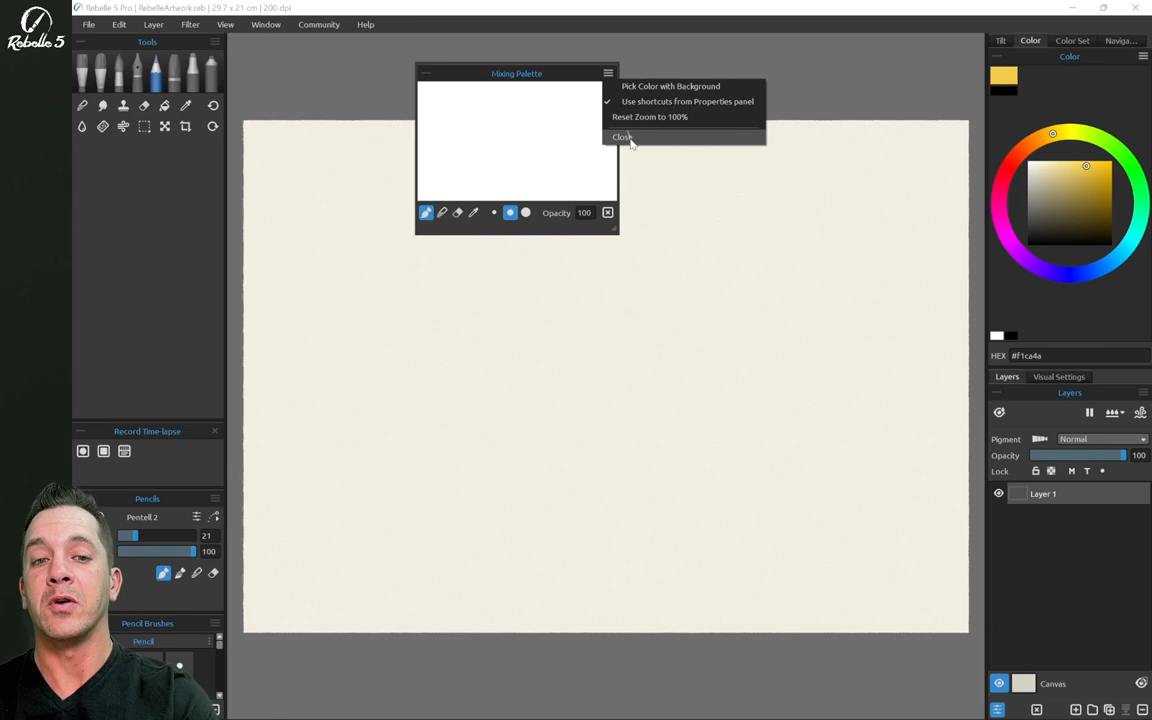 Rebelle 5
Rebelle 5 Pro | RebelleArtwork.reb | 29.7 x 21 cm | 200 dpi
File Edit Layer Filter View Window Community Help
Tools
Mixing Palette
Pick Color with Background
Use shortcuts from Properties panel
Reset Zoom to 100%
Close
Opacity 100
Tilt Color Color Set Naviga...
Color
HEX #f1ca4a
Layers Visual Settings
Layers
Pigment Normal
Opacity 100
Lock M T
Layer 1
Canvas
Record Time-lapse
Pencils
Pentell 2
21
100
Pencil Brushes
Pencil